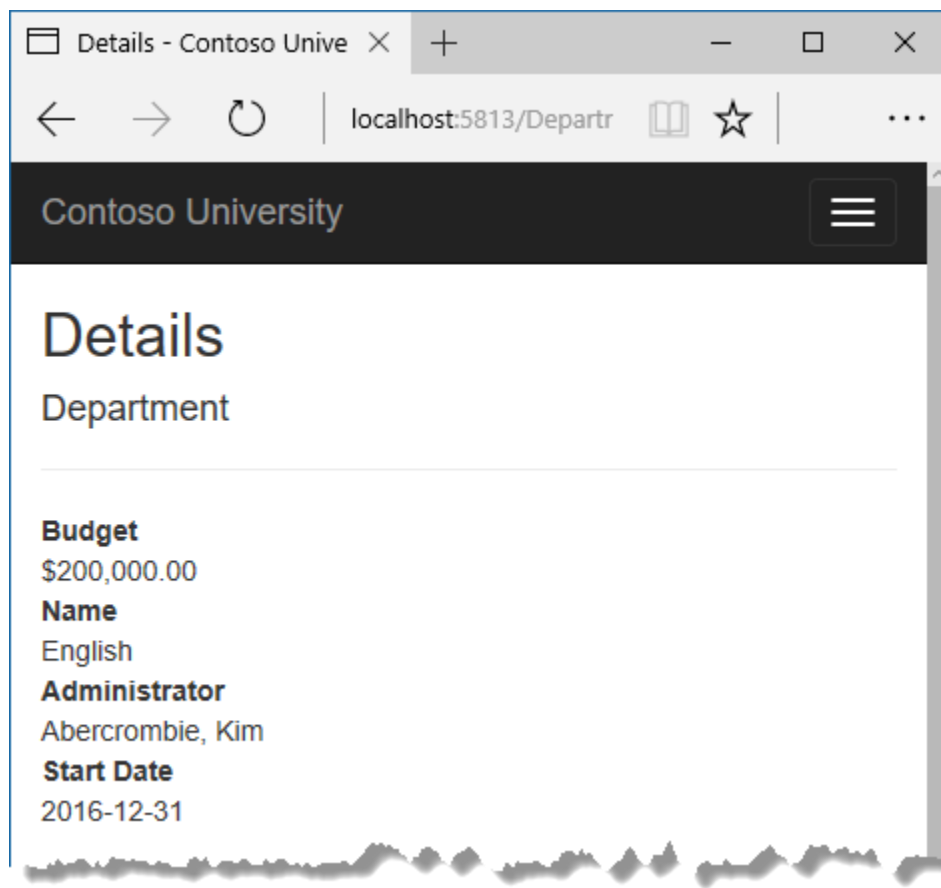 Details - Contoso Unive
localhost:5813/Departr
Contoso University
Details
Department
Budget
$200,000.00
Name
English
Administrator
Abercrombie, Kim
Start Date
2016-12-31